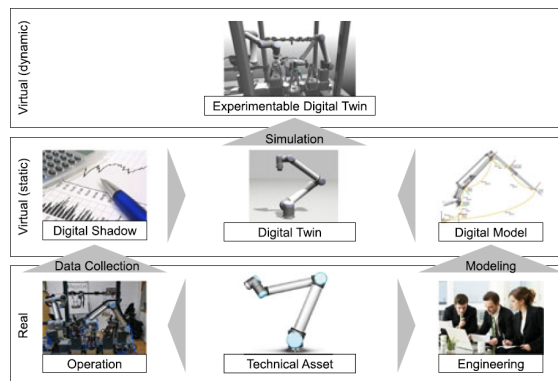 Virtual (dynamic)
Experimentable Digital Twin
Simulation
Virtual (static)
Digital Shadow
Digital Twin
Digital Model
Data Collection
Modeling
Real
Operation
Technical Asset
Engineering